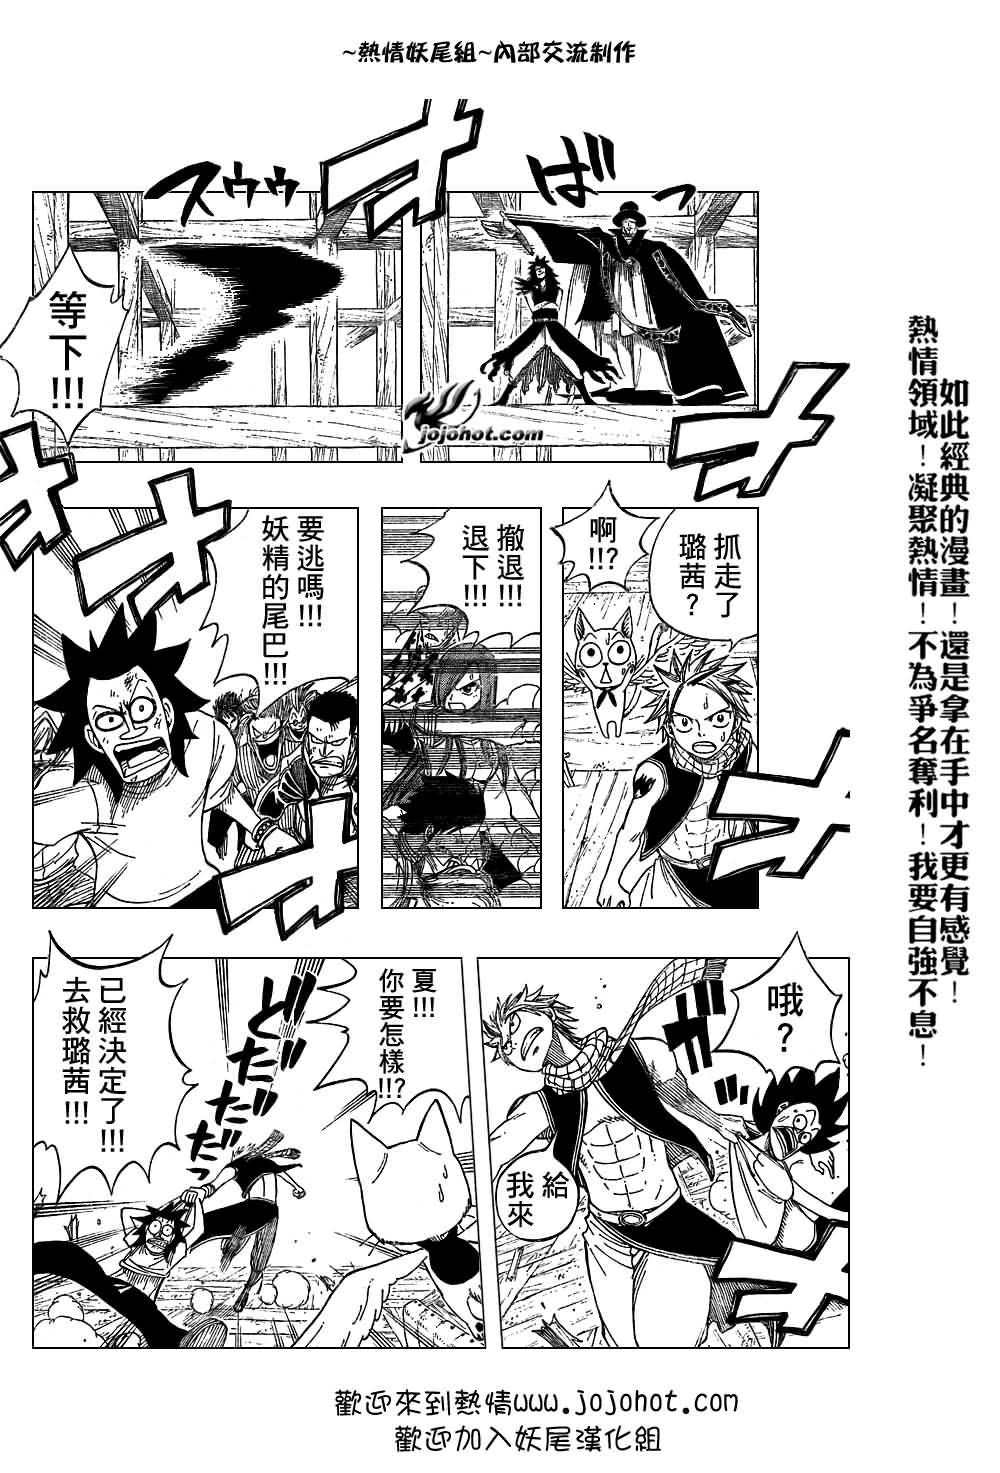 ~熱情妖尾組~內部交流制作
ばっ
オオ
スウゥゥ
等下!!!
jojohot.com
オオオオ
抓走了
璐茜?
啊
!!?
撤退!!!
退下!!!
要逃嗎!!!
妖精的尾巴!!!
哦?
給
我來
夏!!!
你要怎樣!!?
どだだだっ
已經決定了!!!
去救璐茜!!!
如此經典的漫畫!還是拿在手中才更有感覺!
熱情領域!凝聚熱情!不為爭名奪利!我要自強不息!
歡迎來到熱情www.jojohot.com
歡迎加入妖尾漢化組